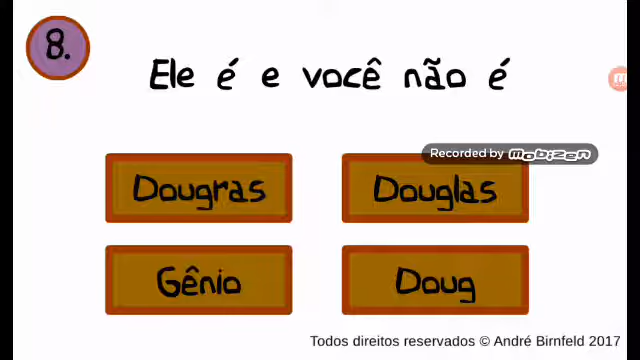 8.
Ele é e você não é
Recorded by mobizen
Dougras
Douglas
Gênio
Doug
Todos direitos reservados © André Birnfeld 2017